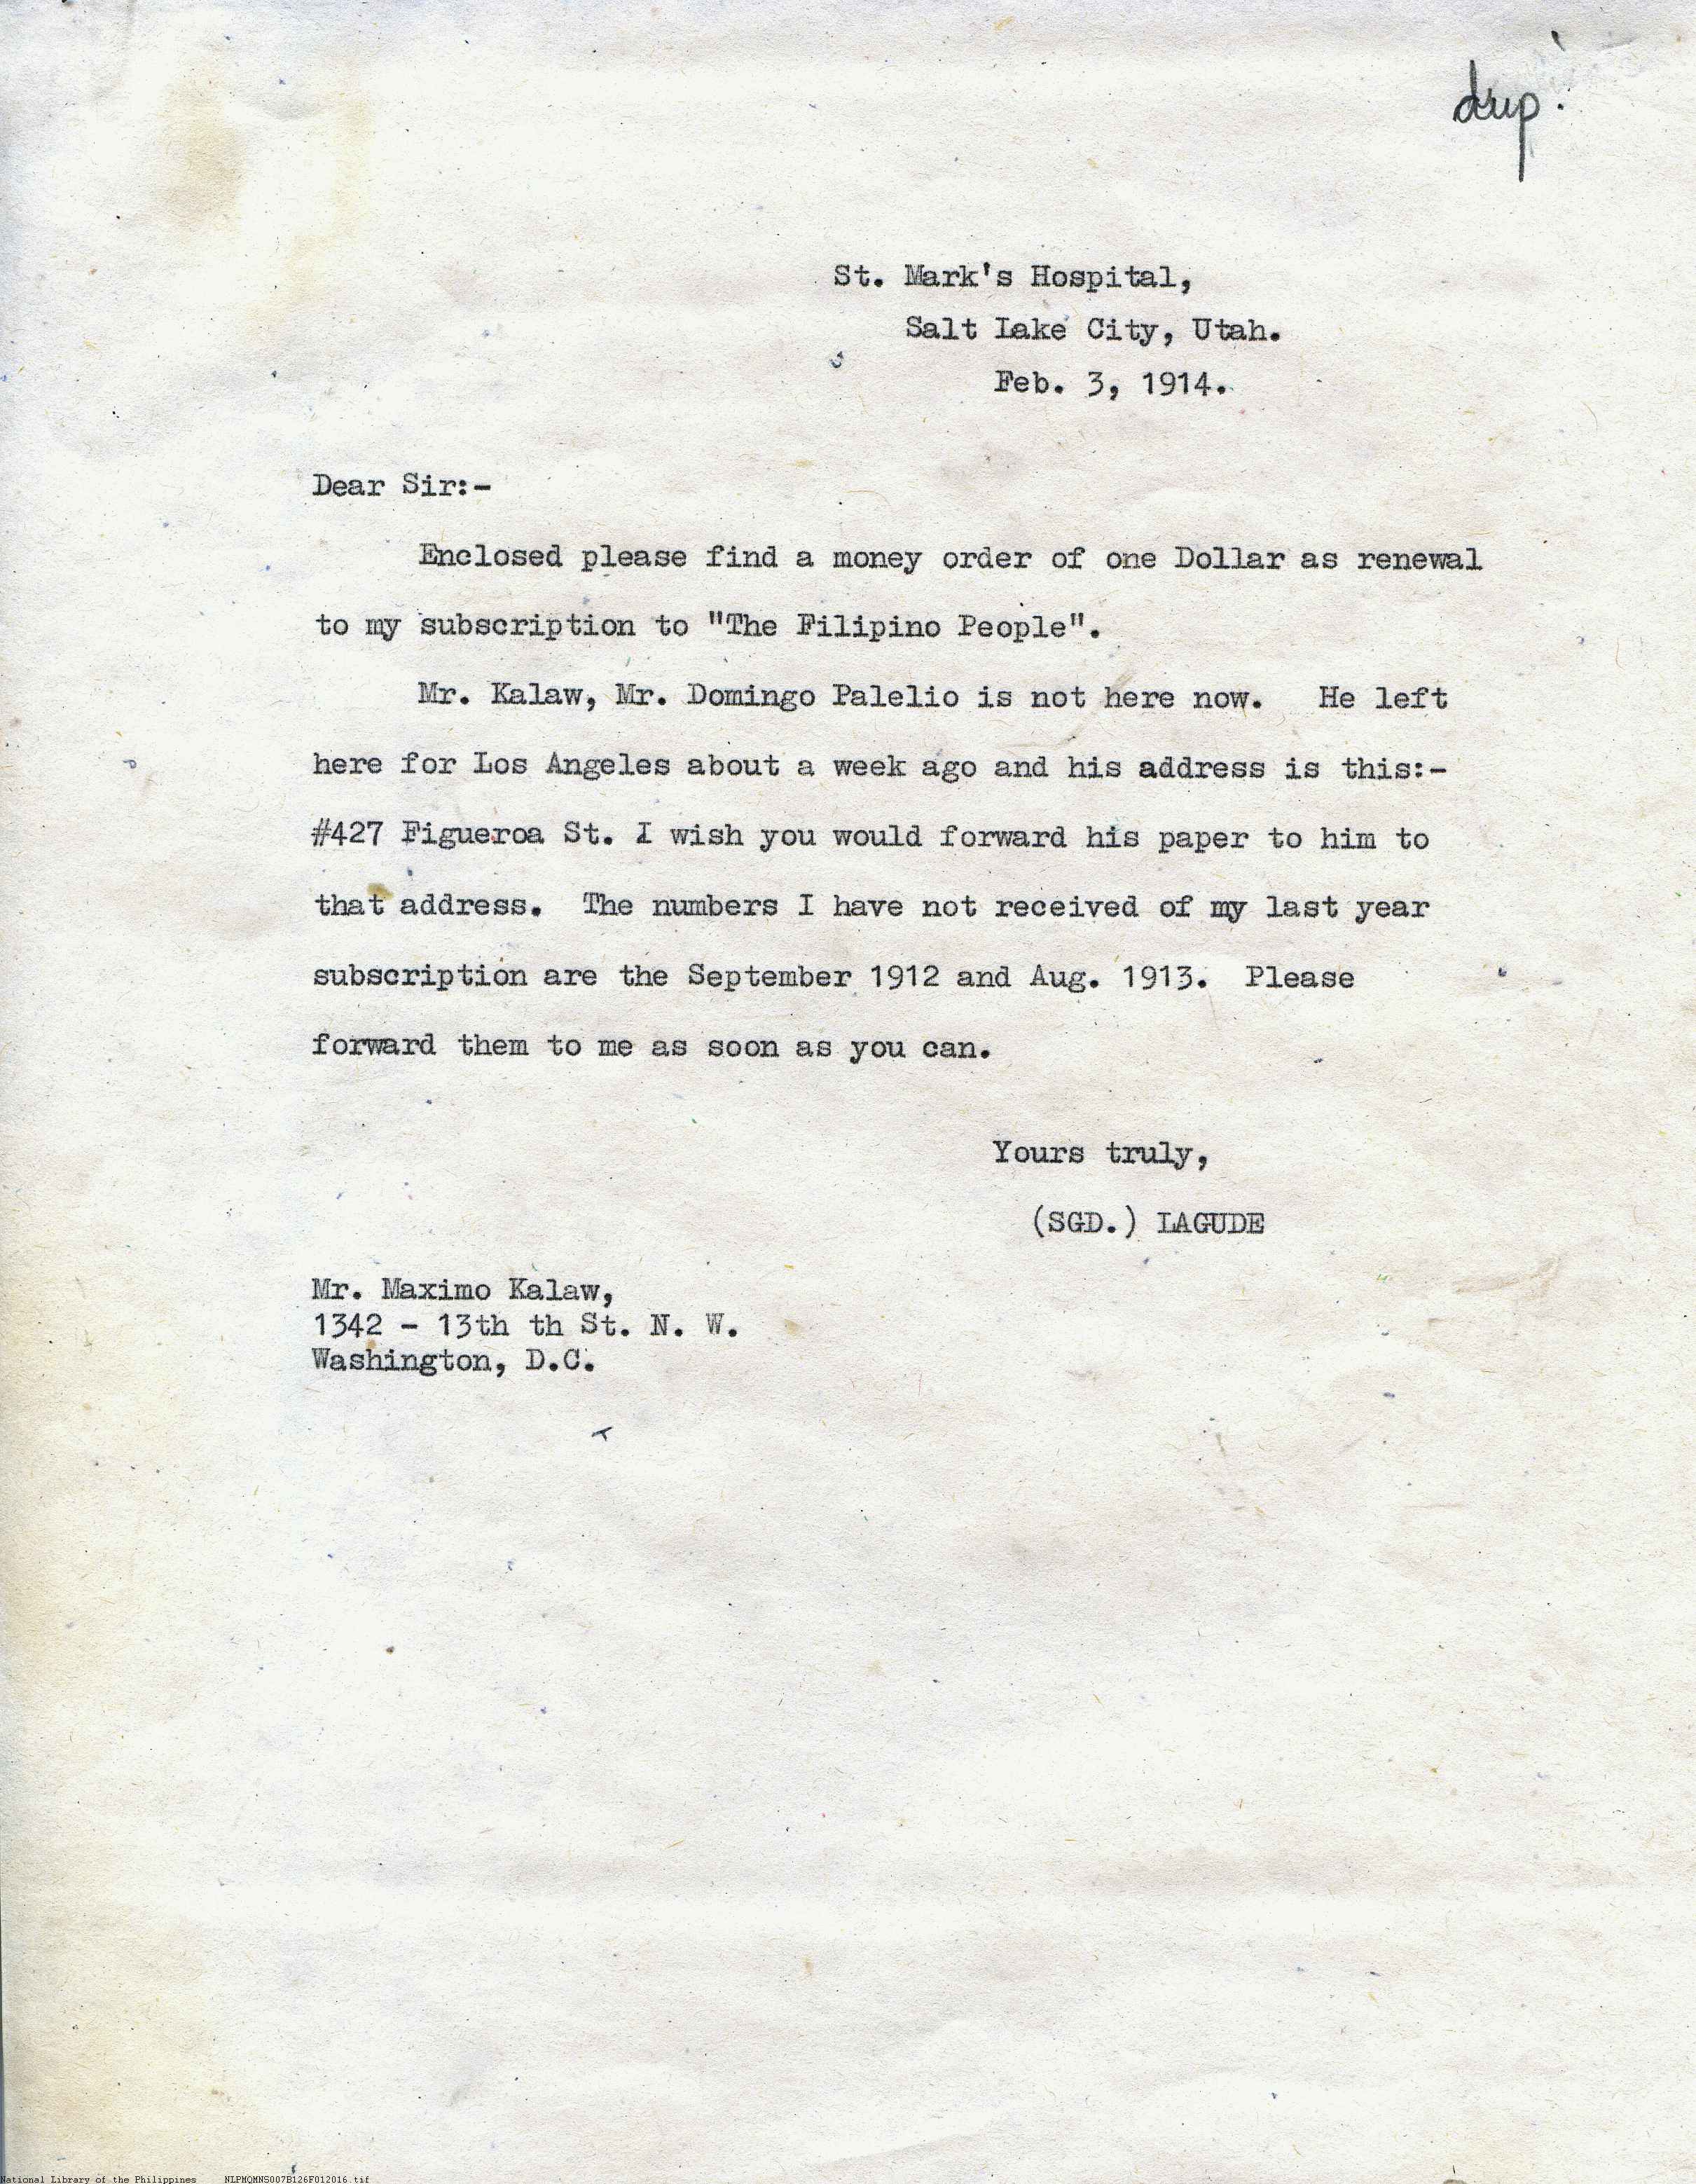 dup.
St. Mark's Hospital,
Salt Lake City, Utah.
Feb. 3, 1914.
Dear Sir:-
Enclosed please find a money order of one Dollar as renewal
to my subscription to "The Filipino People".
Mr. Kalaw, Mr. Domingo Palelio is not here now. He left
here for Los Angeles about a week ago and his address is this:-
#427 Figueroa St. I wish you would forward his paper to him to
that address. The numbers I have not received of my last year
subscription are the September 1912 and Aug. 1913. Please
forward them to me as soon as you can.
Yours truly,
(SGD.) LAGUDE
Mr. Maximo Kalaw,
1342 - 13th th St. N. W.
Washington, D.C.
National Library of the Philippines NLPMQMNS007B126F012016.tif